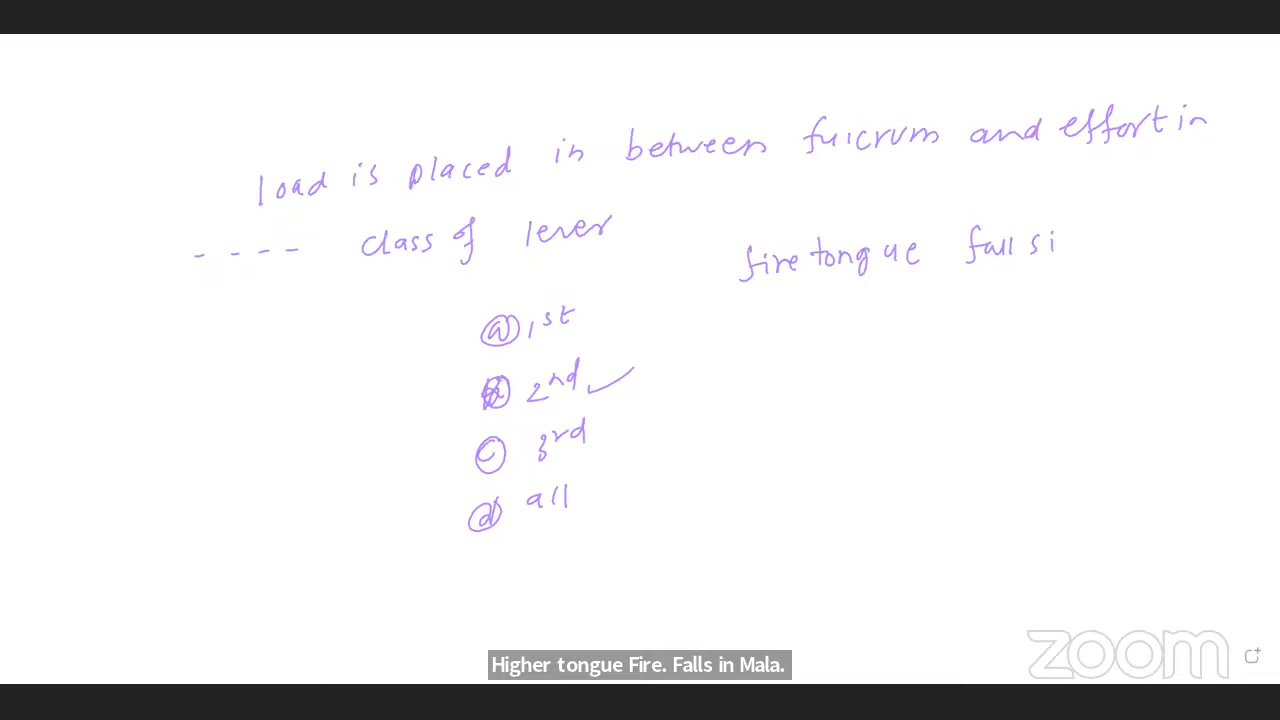 load is placed in between fulcrum and effort in
---- class of lever
fire tongue falls i
(a) 1st
(b) 2nd ✓
(c) 3rd
(d) all
Higher tongue Fire. Falls in Mala.
zoom